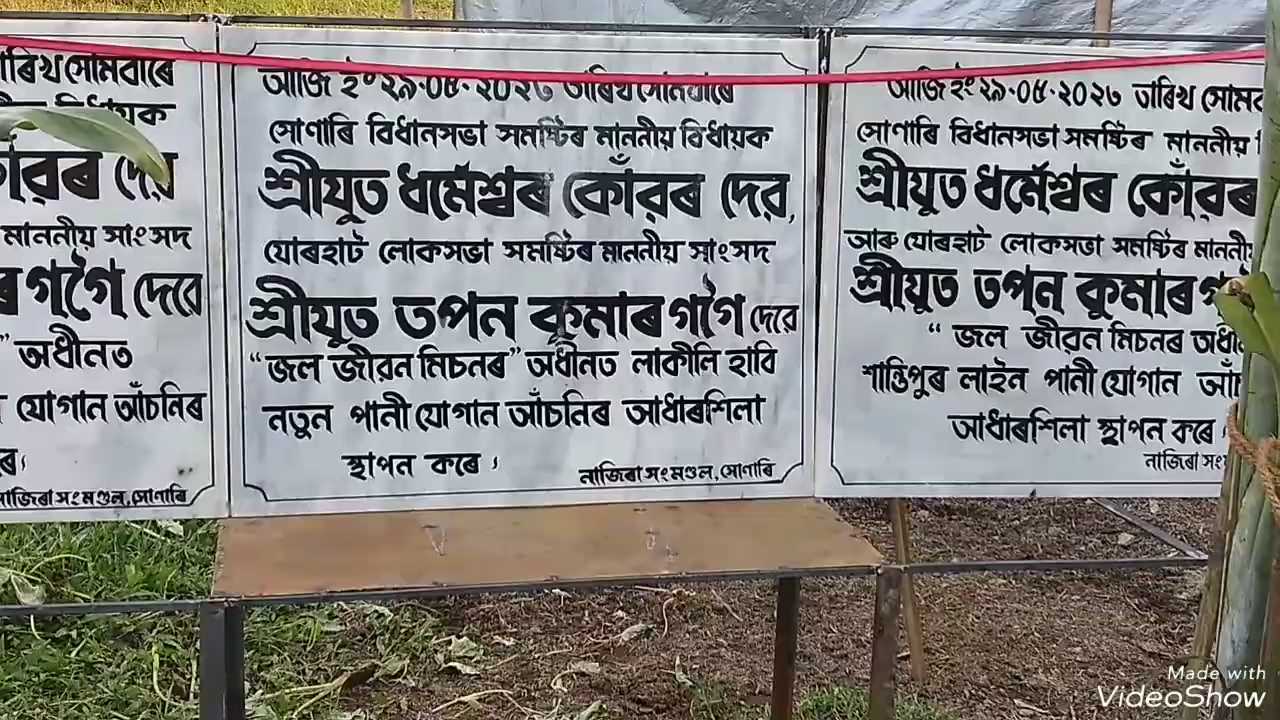 াৰিখ সোমবাৰে
ায়ক
োঁৱৰ দেৱ
মাননীয় সাংসদ
ৰ গগৈ দেৱে
” অধীনত
যোগান আঁচনিৰ
ৰে।
নাজিৰা সংমণ্ডল, সোণাৰি
আজি ইং ২৯.০৫.২০২৩ তাৰিখ সোমবাৰে
সোণাৰি বিধানসভা সমষ্টিৰ মাননীয় বিধায়ক
শ্ৰীযুত ধৰ্মেশ্বৰ কোঁৱৰ দেৱ,
যোৰহাট লোকসভা সমষ্টিৰ মাননীয় সাংসদ
শ্ৰীযুত তপন কুমাৰ গগৈ দেৱে
“জল জীৱন মিচনৰ” অধীনত লাকীলি হাবি
নতুন পানী যোগান আঁচনিৰ আধাৰশিলা
স্থাপন কৰে।
নাজিৰা সংমণ্ডল, সোণাৰি
আজি ইং ২৯.০৫.২০২৩ তাৰিখ সোমব
সোণাৰি বিধানসভা সমষ্টিৰ মাননীয়
শ্ৰীযুত ধৰ্মেশ্বৰ কোঁৱৰ
আৰু যোৰহাট লোকসভা সমষ্টিৰ মাননী
শ্ৰীযুত তপন কুমাৰ গ
“ জল জীৱন মিচনৰ অধী
শান্তিপুৰ লাইন পানী যোগান আঁচ
আধাৰশিলা স্থাপন কৰে।
নাজিৰা সং
Made with
VideoShow